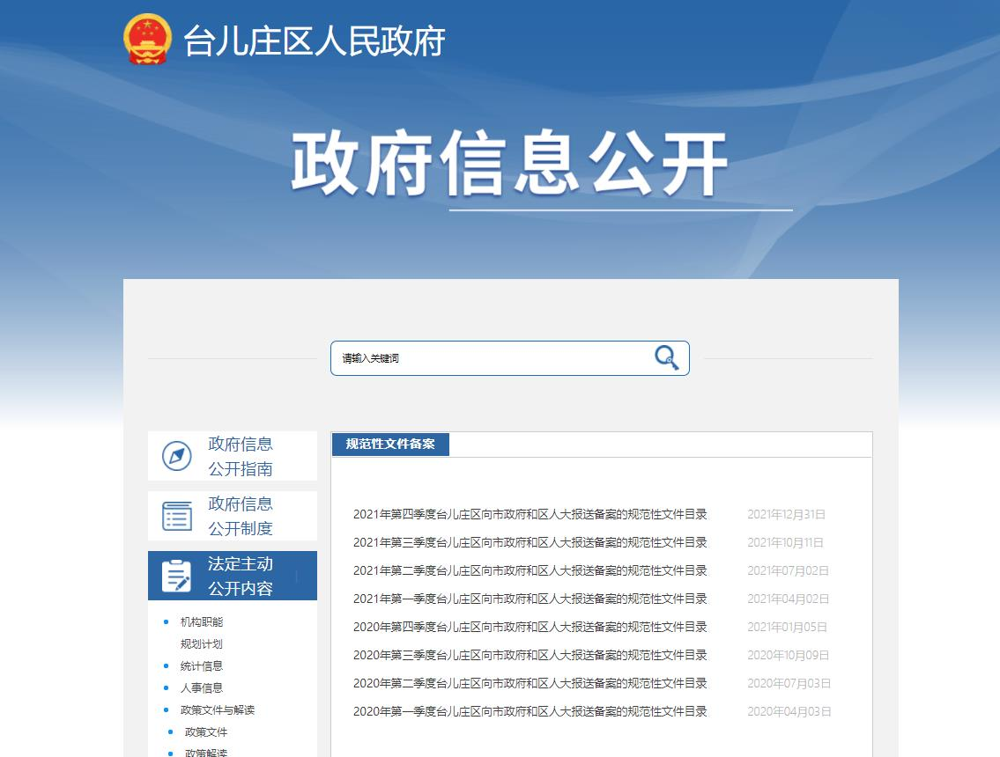 台儿庄区人民政府
政府信息公开
请输入关键词
政府信息
公开指南
政府信息
公开制度
法定主动
公开内容
机构职能
规划计划
统计信息
人事信息
政策文件与解读
政策文件
政策解读
规范性文件备案
2021年第四季度台儿庄区向市政府和区人大报送备案的规范性文件目录 2021年12月31日
2021年第三季度台儿庄区向市政府和区人大报送备案的规范性文件目录 2021年10月11日
2021年第二季度台儿庄区向市政府和区人大报送备案的规范性文件目录 2021年07月02日
2021年第一季度台儿庄区向市政府和区人大报送备案的规范性文件目录 2021年04月02日
2020年第四季度台儿庄区向市政府和区人大报送备案的规范性文件目录 2021年01月05日
2020年第三季度台儿庄区向市政府和区人大报送备案的规范性文件目录 2020年10月09日
2020年第二季度台儿庄区向市政府和区人大报送备案的规范性文件目录 2020年07月03日
2020年第一季度台儿庄区向市政府和区人大报送备案的规范性文件目录 2020年04月03日